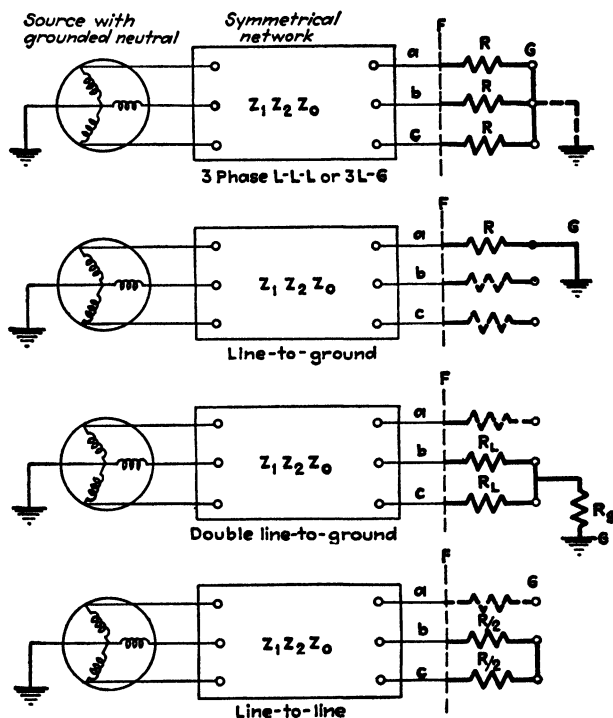 Source with
grounded neutral
Symmetrical
network
F
G
a
R
b
R
c
R
Z1 Z2 Z0
3 Phase L-L-L or 3L-G
F
G
a
R
b
c
Z1 Z2 Z0
Line-to-ground
F
a
b
RL
c
RL
Rg
G
Z1 Z2 Z0
Double line-to-ground
F
G
a
b
R/2
c
R/2
Z1 Z2 Z0
Line-to-line